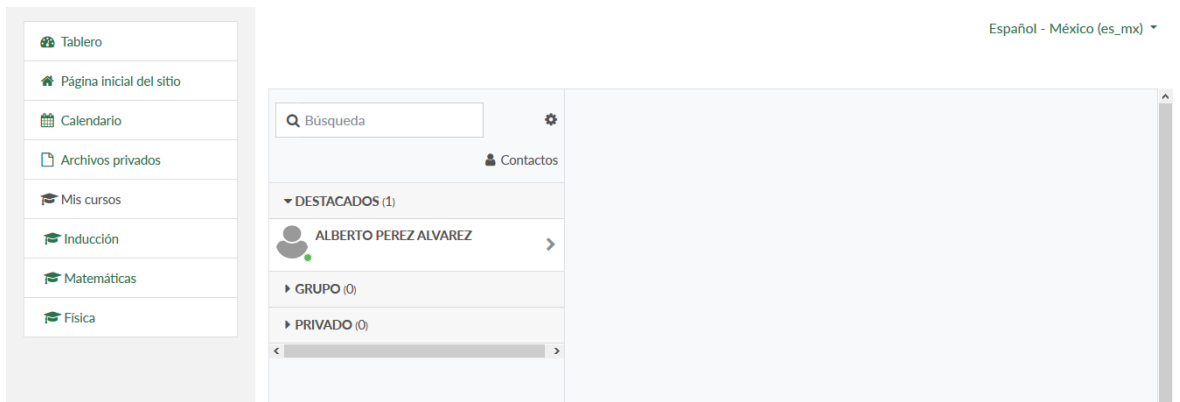 Tablero
Página inicial del sitio
Calendario
Archivos privados
Mis cursos
Inducción
Matemáticas
Física
Español - México (es_mx)
Búsqueda
Contactos
DESTACADOS (1)
ALBERTO PEREZ ALVAREZ
GRUPO (0)
PRIVADO (0)